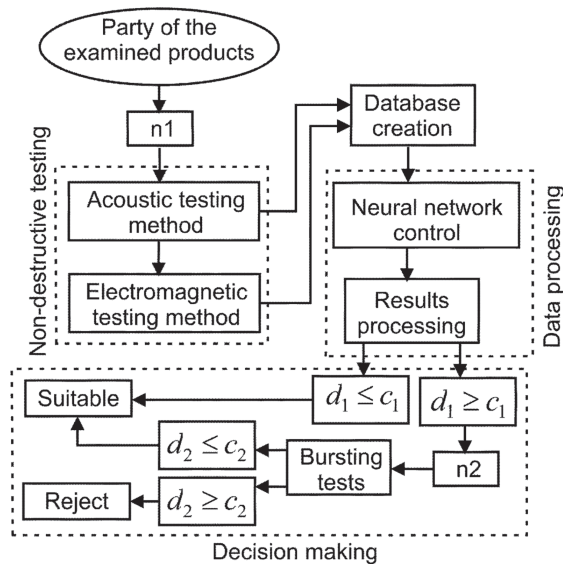 Party of the
examined products
n1
Non-destructive testing
Acoustic testing
method
Electromagnetic
testing method
Database
creation
Neural network
control
Results
processing
Data processing
d₁ ≤ c₁
d₁ ≥ c₁
Suitable
d₂ ≤ c₂
Bursting
tests
n2
Reject
d₂ ≥ c₂
Decision making